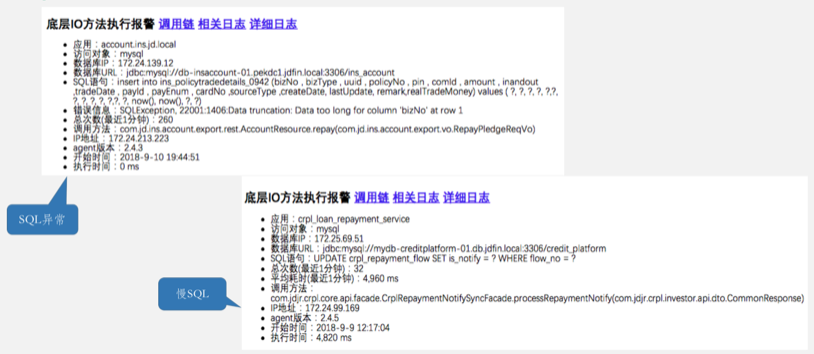 底层IO方法执行报警 调用链 相关日志 详细日志
应用：account.ins.jd.local
访问对象：mysql
数据库IP：172.24.139.12
数据库URL：jdbc:mysql://db-insaccount-01.pekdc1.jdfin.local:3306/ins_account
SQL语句：insert into ins_policytradedetails_0942 (bizNo , bizType , uuid , policyNo , pin , comId , amount , inandout
,tradeDate , payId , payEnum , cardNo ,sourceType ,createDate, lastUpdate, remark,realTradeMoney) values ( ?, ?, ?, ?, ?,?,
?, ?, ?, ?, ?,?, ?, ?, now(), now(), ?, ?)
错误信息：SQLException, 22001:1406:Data truncation: Data too long for column 'bizNo' at row 1
总次数(最近1分钟)：260
调用方法：com.jd.ins.account.export.rest.AccountResource.repay(com.jd.ins.account.export.vo.RepayPledgeReqVo)
IP地址：172.24.213.223
agent版本：2.4.3
开始时间：2018-9-10 19:44:51
执行时间：0 ms
SQL异常
底层IO方法执行报警 调用链 相关日志 详细日志
应用：crpl_loan_repayment_service
访问对象：mysql
数据库IP：172.25.69.51
数据库URL：jdbc:mysql://mydb-creditplatform-01.db.jdfin.local:3306/credit_platform
SQL语句：UPDATE crpl_repayment_flow SET is_notify = ? WHERE flow_no = ?
总次数(最近1分钟)：32
平均耗时(最近1分钟)：4,960 ms
调用方法：
com.jdjr.crpl.core.api.facade.CrplRepaymentNotifySyncFacade.processRepaymentNotify(com.jdjr.crpl.investor.api.dto.CommonResponse)
IP地址：172.24.99.169
agent版本：2.4.5
开始时间：2018-9-9 12:17:04
执行时间：4,820 ms
慢SQL